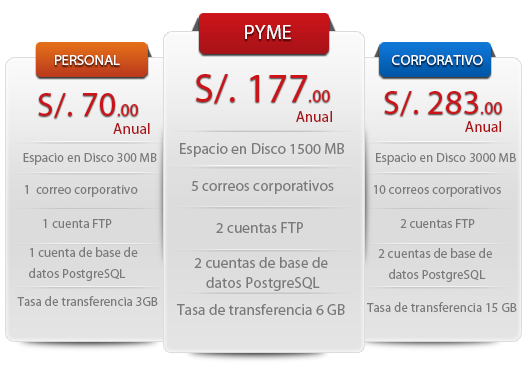 PERSONAL
S/. 70.00
Anual
Espacio en Disco 300 MB
1 correo corporativo
1 cuenta FTP
1 cuenta de base de
datos PostgreSQL
Tasa de transferencia 3GB
PYME
S/. 177.00
Anual
Espacio en Disco 1500 MB
5 correos corporativos
2 cuentas FTP
2 cuentas de base de
datos PostgreSQL
Tasa de transferencia 6 GB
CORPORATIVO
S/. 283.00
Anual
Espacio en Disco 3000 MB
10 correos corporativos
2 cuentas FTP
2 cuentas de base de
datos PostgreSQL
Tasa de transferencia 15 GB